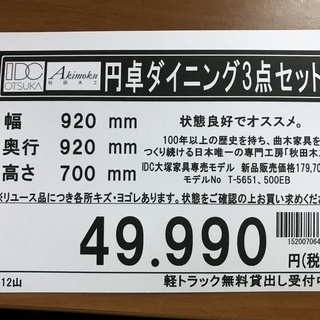 IDC OTSUKA Akimoku 秋田木工 円卓ダイニング3点セット
幅 920 mm
奥行 920 mm
高さ 700 mm
状態良好でオススメ。
100年以上の歴史を持ち、曲木家具を
つくり続ける日本唯一の専門工房「秋田木
IDC大塚家具専売モデル 新品販売価格179,70
モデルNo T-5651、500EB
※リユース品につき各所キズ・ヨゴレあります。状態をご確認の上お買い求めくださ
49.990 円(税
15200706
12山
軽トラック無料貸出し受付中